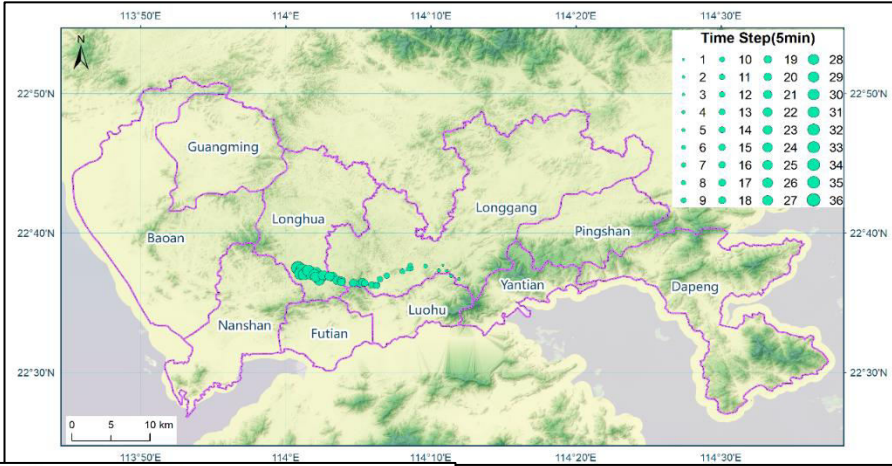 113°50'E 114°E 114°10'E 114°20'E 114°30'E
N
Time Step(5min)
1 10 19 28
2 11 20 29
3 12 21 30
4 13 22 31
5 14 23 32
6 15 24 33
7 16 25 34
8 17 26 35
9 18 27 36
22°50'N 22°50'N
Guangming
Longhua Longgang
Pingshan
Baoan
22°40'N 22°40'N
Yantian Dapeng
Luohu
Nanshan Futian
22°30'N 22°30'N
0 5 10 km
113°50'E 114°E 114°10'E 114°20'E 114°30'E